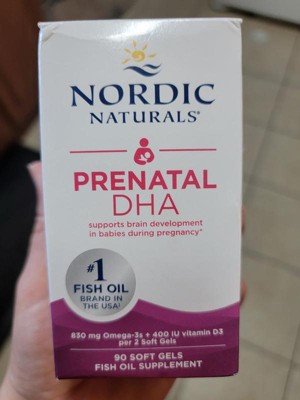 NORDIC
NATURALS®
PRENATAL
DHA
supports brain development
in babies during pregnancy*
#1
FISH OIL
BRAND IN
THE USA‡
830 mg Omega-3s + 400 IU vitamin D3
per 2 Soft Gels
90 SOFT GELS
FISH OIL SUPPLEMENT